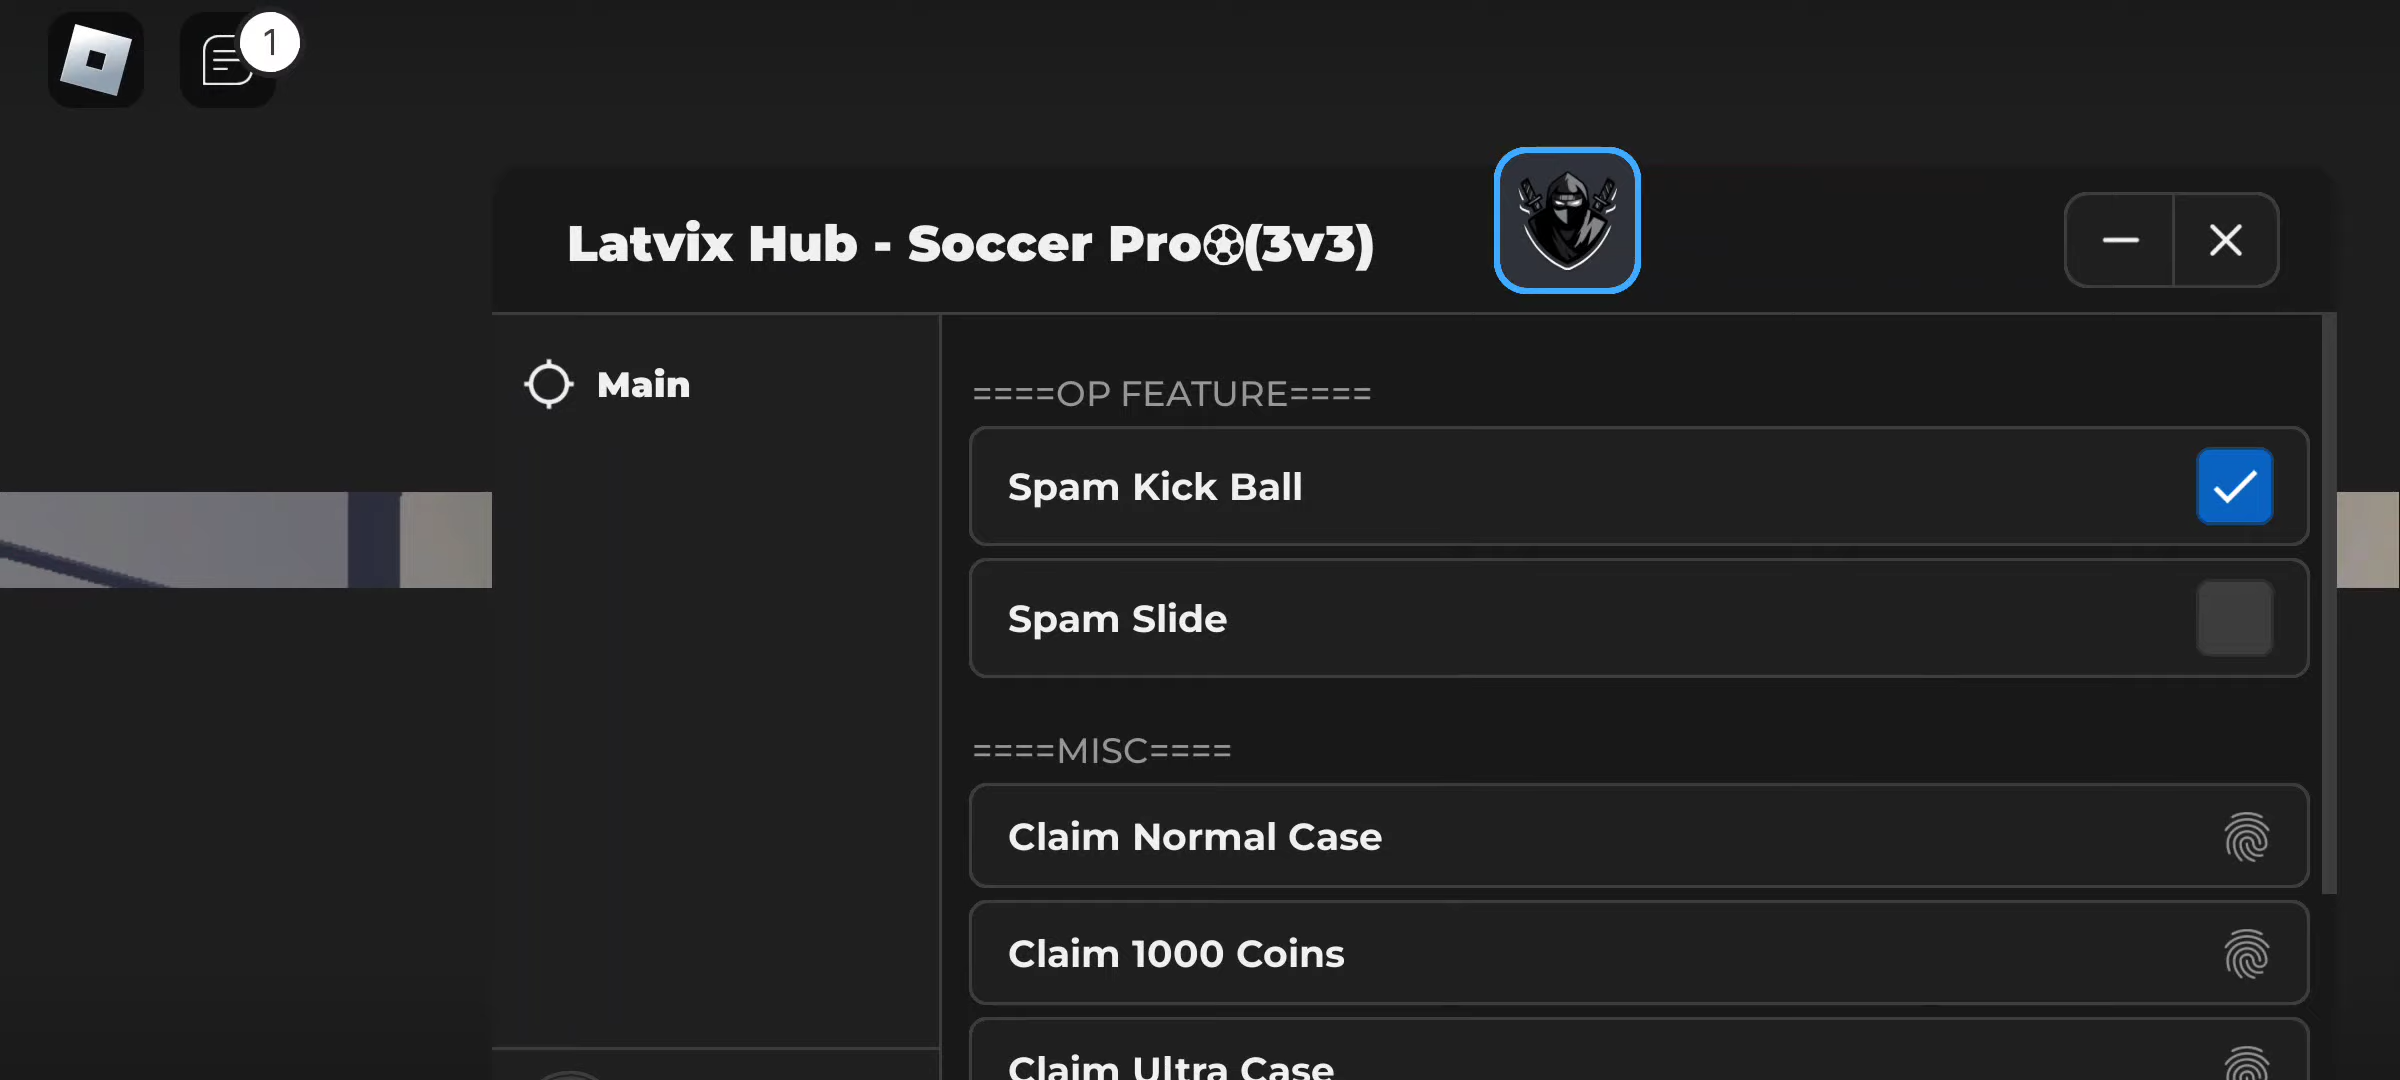 1
Latvix Hub - Soccer Pro⚽(3v3)
Main
====OP FEATURE====
Spam Kick Ball
Spam Slide
====MISC====
Claim Normal Case
Claim 1000 Coins
Claim Ultra Case